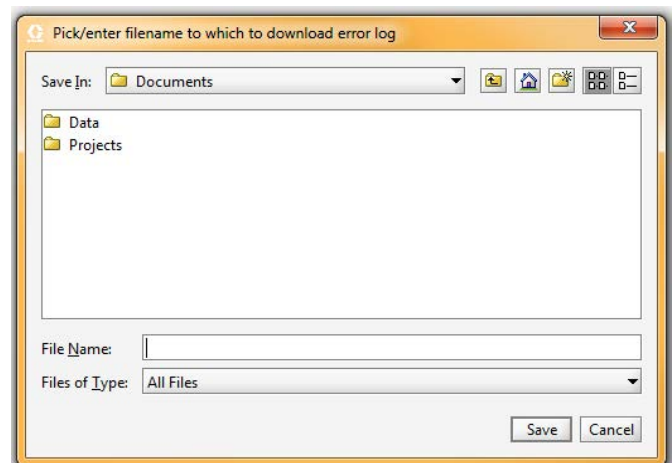 Pick/enter filename to which to download error log
Save In: Documents
Data
Projects
File Name:
Files of Type: All Files
Save Cancel